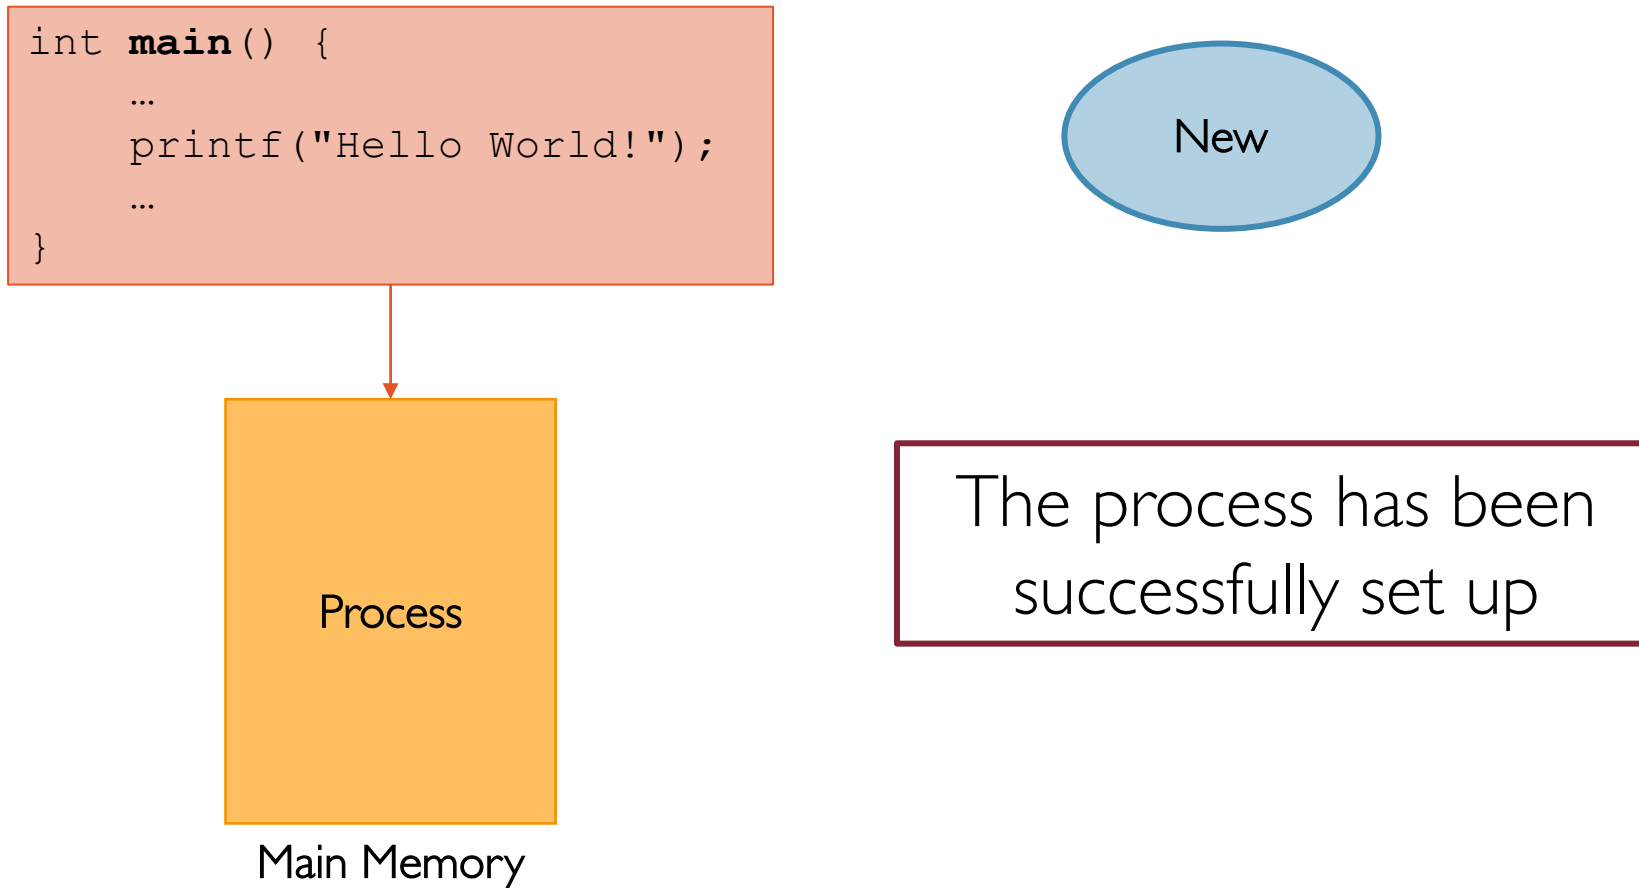 int main() {
…
printf("Hello World!");
…
}
New
Process
Main Memory
The process has been
successfully set up